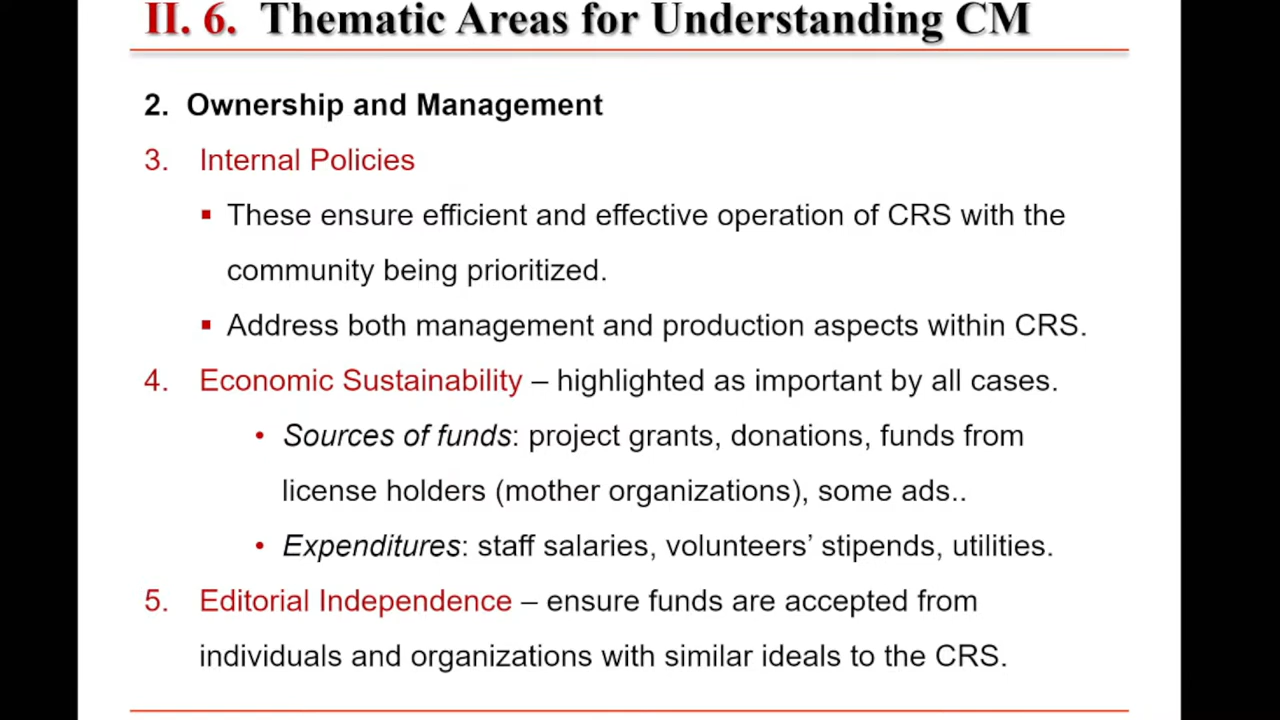 II. 6. Thematic Areas for Understanding CM
2. Ownership and Management
3. Internal Policies
▪ These ensure efficient and effective operation of CRS with the
community being prioritized.
▪ Address both management and production aspects within CRS.
4. Economic Sustainability – highlighted as important by all cases.
• Sources of funds: project grants, donations, funds from
license holders (mother organizations), some ads..
• Expenditures: staff salaries, volunteers’ stipends, utilities.
5. Editorial Independence – ensure funds are accepted from
individuals and organizations with similar ideals to the CRS.